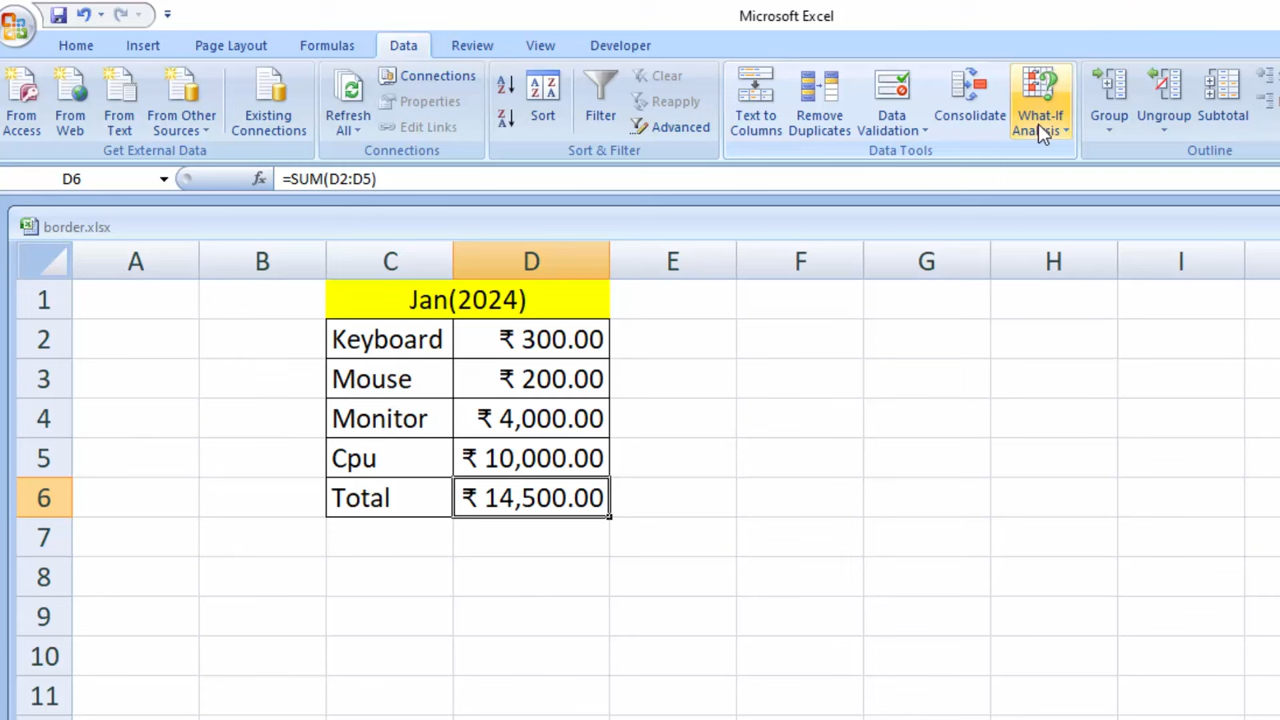 Microsoft Excel
Home Insert Page Layout Formulas Data Review View Developer
From Access
From Web
From Text
From Other Sources
Existing Connections
Get External Data
Refresh All
Connections
Properties
Edit Links
Connections
Sort
Filter
Clear
Reapply
Advanced
Sort & Filter
Text to Columns
Remove Duplicates
Data Validation
Consolidate
What-If Analysis
Data Tools
Group
Ungroup
Subtotal
Outline
D6 fx =SUM(D2:D5)
border.xlsx
A B C D E F G H I
1 Jan(2024)
2 Keyboard ₹ 300.00
3 Mouse ₹ 200.00
4 Monitor ₹ 4,000.00
5 Cpu ₹ 10,000.00
6 Total ₹ 14,500.00
7
8
9
10
11